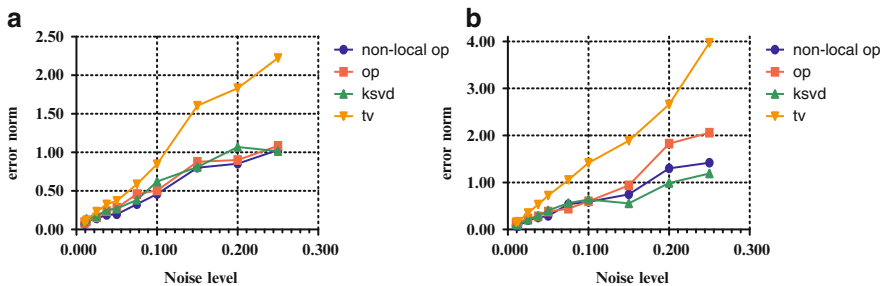 a
2.50
2.00
1.50
1.00
0.50
0.00
error norm
0.000
0.100
0.200
0.300
Noise level
non-local op
op
ksvd
tv
b
4.00
3.00
2.00
1.00
0.00
error norm
0.000
0.100
0.200
0.300
Noise level
non-local op
op
ksvd
tv